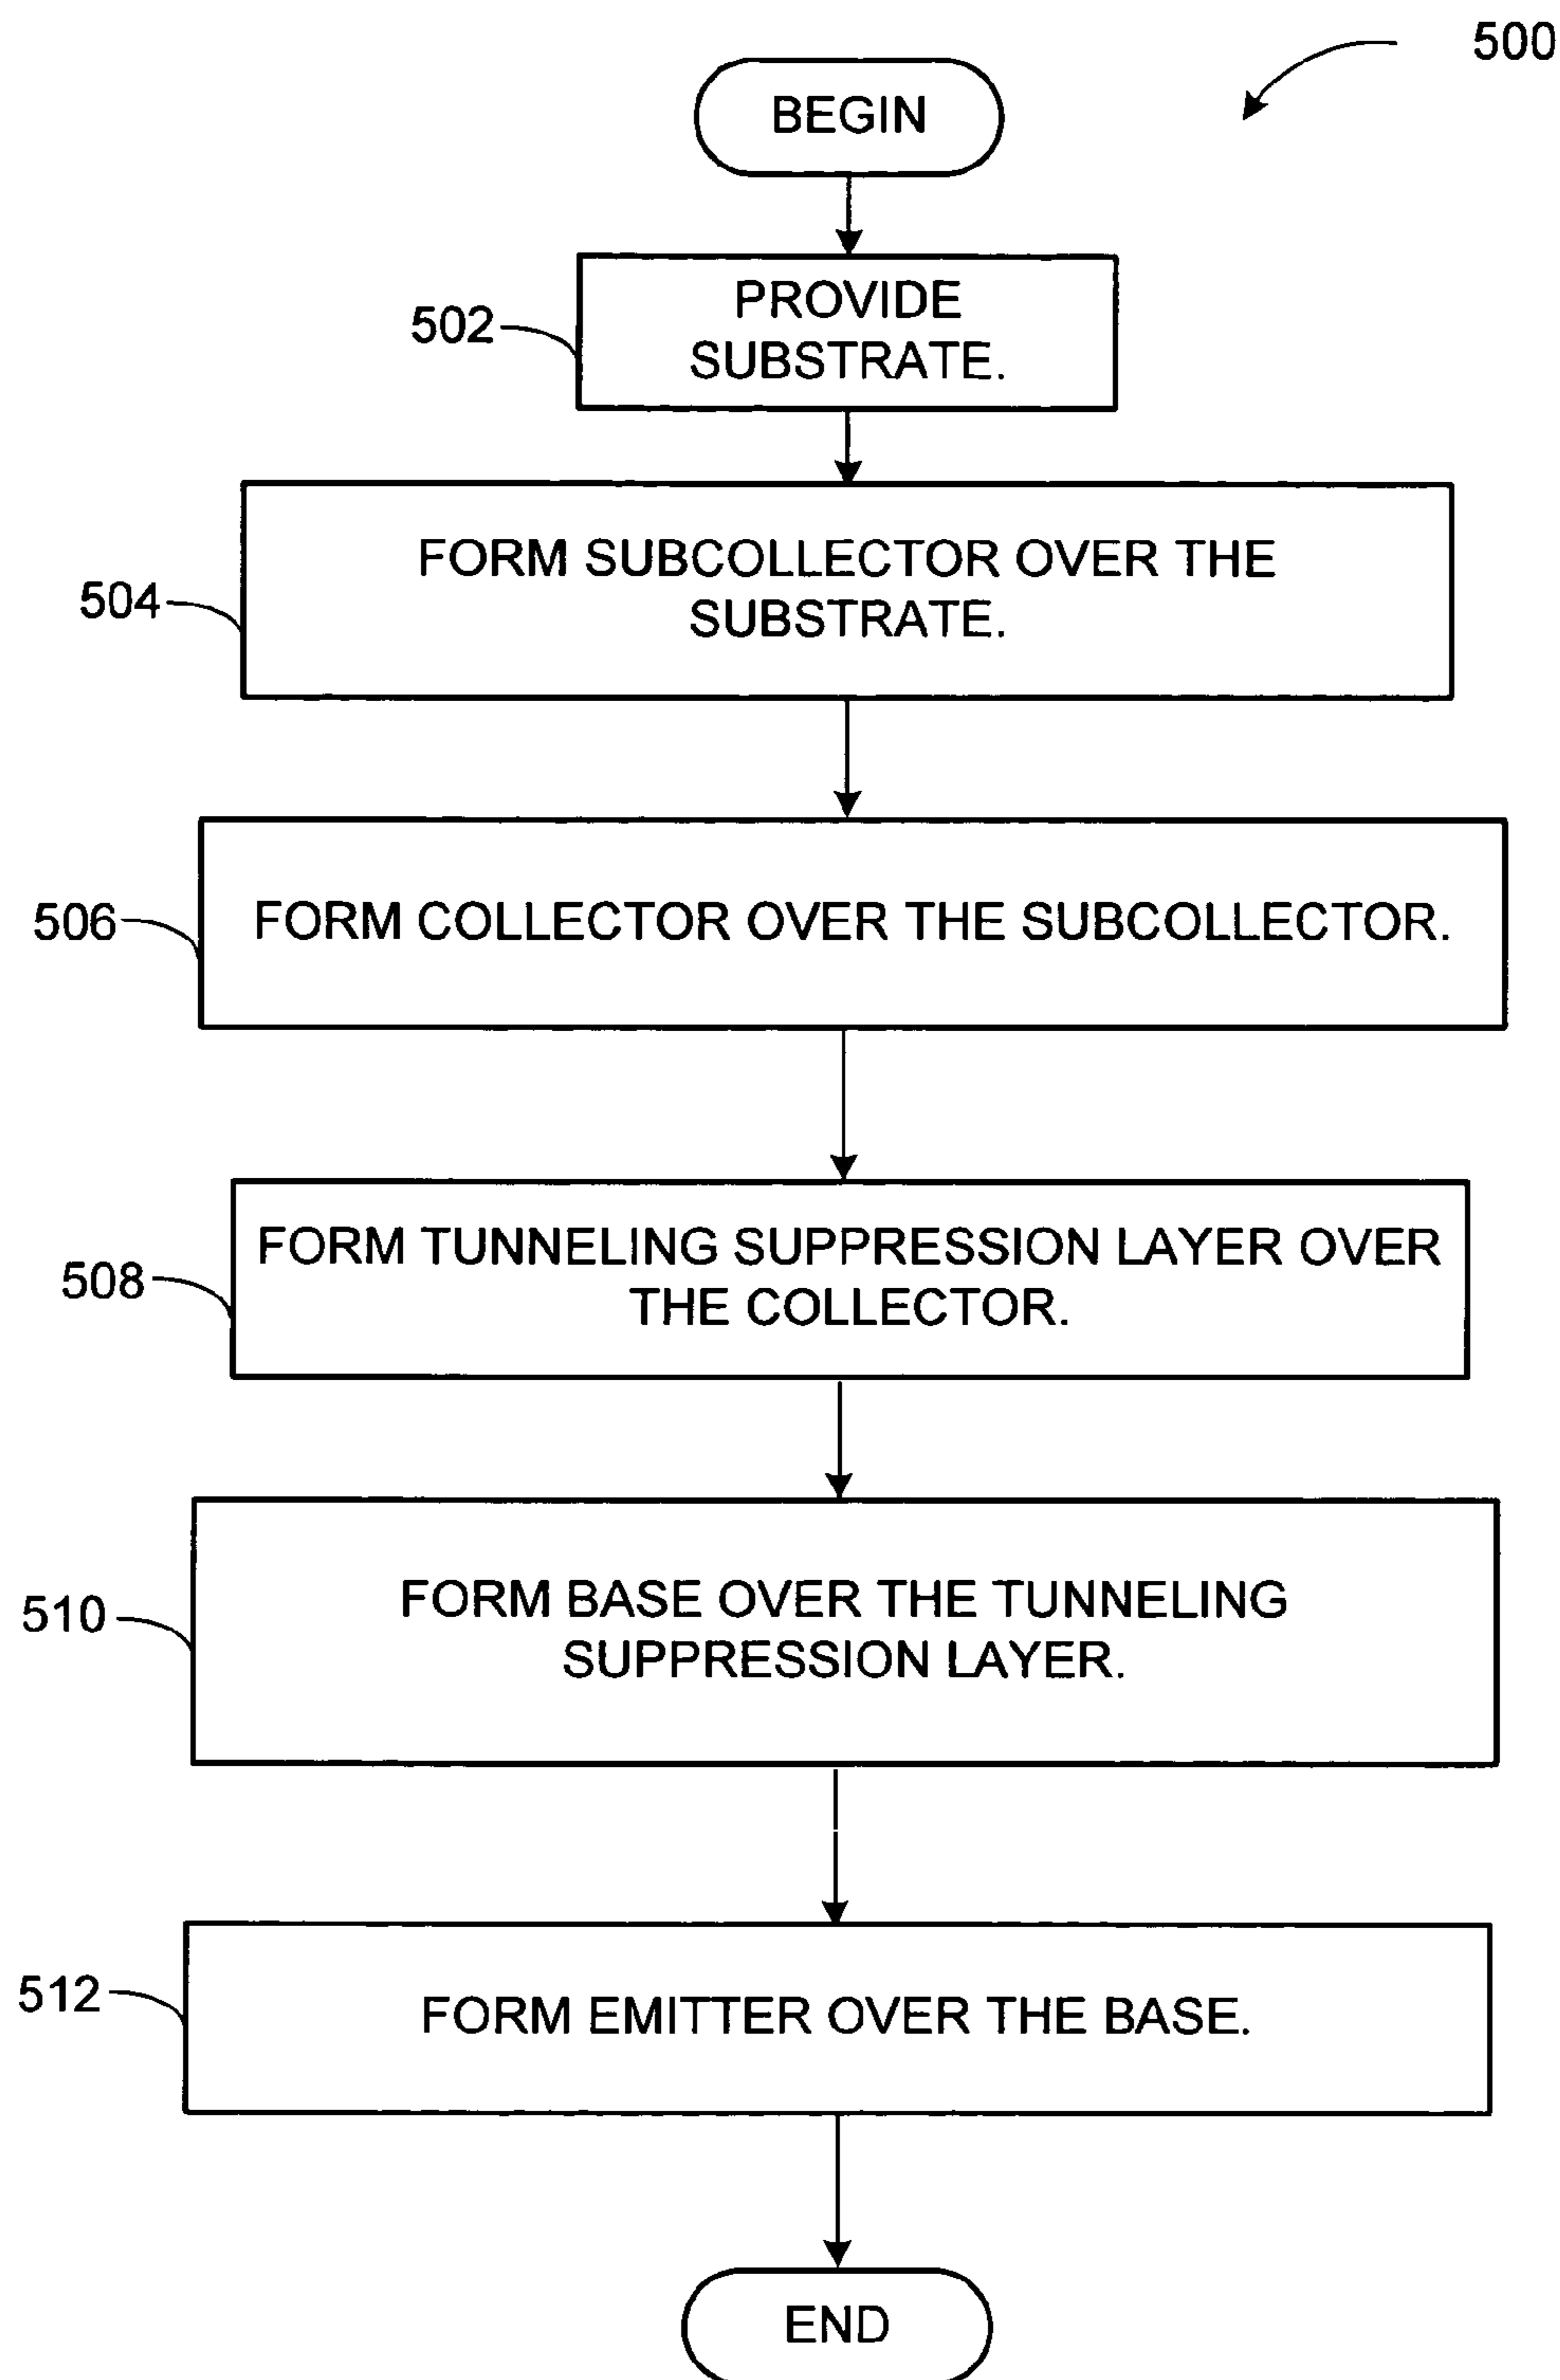 500
BEGIN
502
PROVIDE
SUBSTRATE.
504
FORM SUBCOLLECTOR OVER THE
SUBSTRATE.
506
FORM COLLECTOR OVER THE SUBCOLLECTOR.
508
FORM TUNNELING SUPPRESSION LAYER OVER
THE COLLECTOR.
510
FORM BASE OVER THE TUNNELING
SUPPRESSION LAYER.
512
FORM EMITTER OVER THE BASE.
END